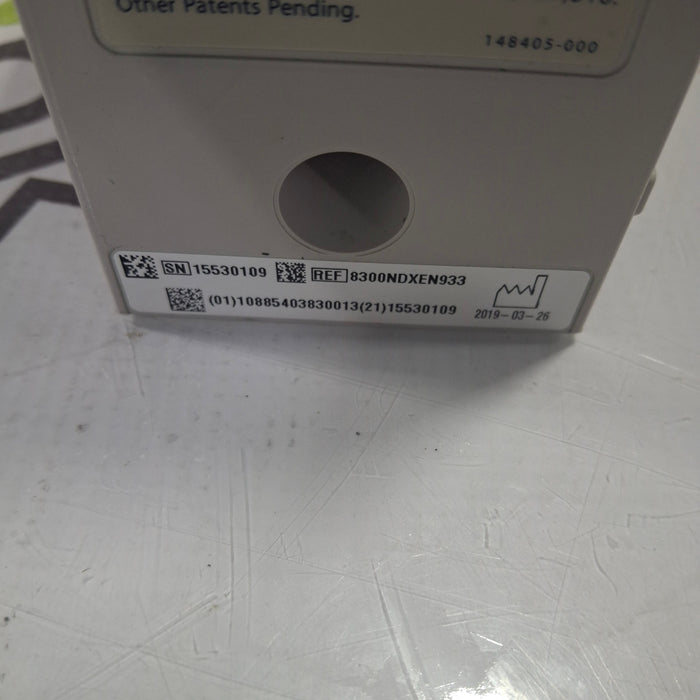 Other Patents Pending.
148405-000
SN 15530109 REF 8300NDXEN933
(01)10885403830013(21)15530109
2019-03-26